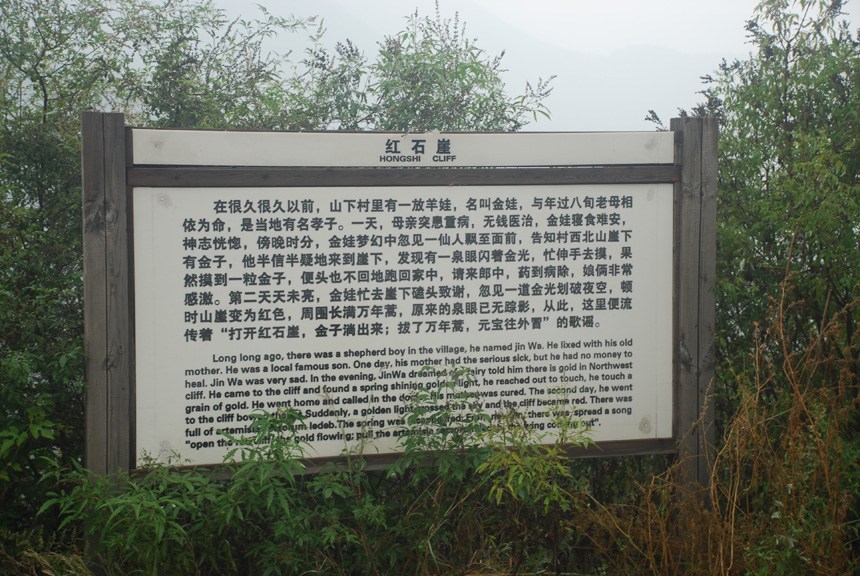 红石崖
HONGSHI CLIFF
在很久很久以前，山下村里有一放羊娃，名叫金娃，与年过八旬老母相
依为命，是当地有名孝子。一天，母亲突患重病，无钱医治，金娃寝食难安，
神志恍惚，傍晚时分，金娃梦幻中忽见一仙人飘至面前，告知村西北山崖下
有金子，他半信半疑地来到崖下，发现有一泉眼闪着金光，忙伸手去摸，果
然摸到一粒金子，便头也不回地跑回家中，请来郎中，药到病除，娘俩非常
感激。第二天天未亮，金娃忙去崖下磕头致谢，忽见一道金光划破夜空，顿
时山崖变为红色，周围长满万年蒿，原来的泉眼已无踪影，从此，这里便流
传着“打开红石崖，金子淌出来；拔了万年蒿，元宝往外冒”的歌谣。
Long long ago, there was a shepherd boy in the village, he named jin Wa. He lixed with his old
mother. He was a local famous son. One day, his mother had the serious sick, but he had no money to
heal. Jin Wa was very sad. In the evening, JinWa dreamed fairy told him there is gold in Northwest
cliff. He came to the cliff and found a spring shining golden light, he reached out to touch, he touch a
grain of gold. He went home and called in the doctor, his mother was cured. The second day, he went
to the cliff Suddenly, a golden light crossed the sky and the cliff became red. There was
full of artemisia ledeb.The spring was there spread a song
“open the gold flowing; pull the artemisia out”.